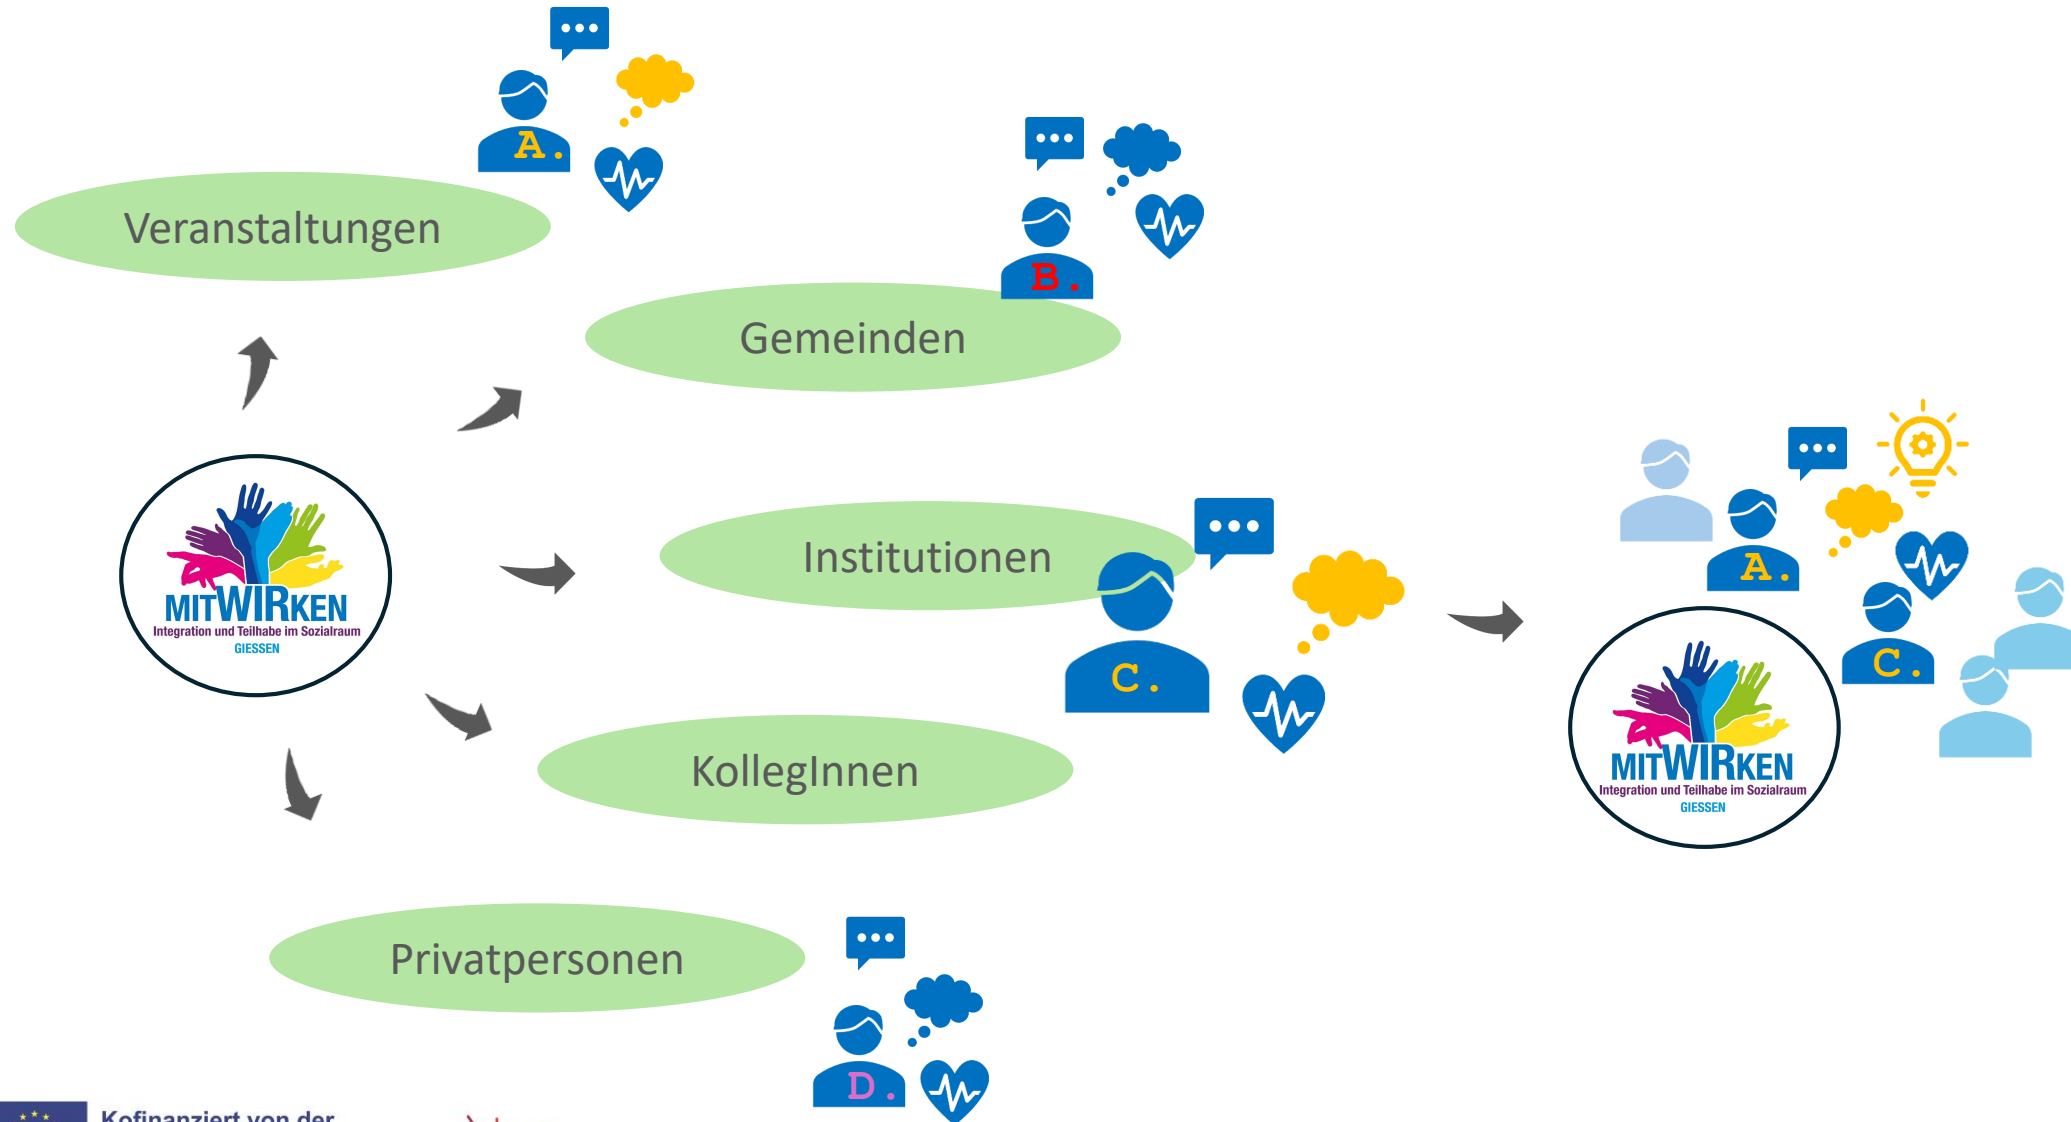 A.
Veranstaltungen
B.
Gemeinden
MITWIRKEN
Integration und Teilhabe im Sozialraum
GIESSEN
Institutionen
C.
A.
C.
MITWIRKEN
Integration und Teilhabe im Sozialraum
GIESSEN
KollegInnen
Privatpersonen
D.
Kofinanziert von der